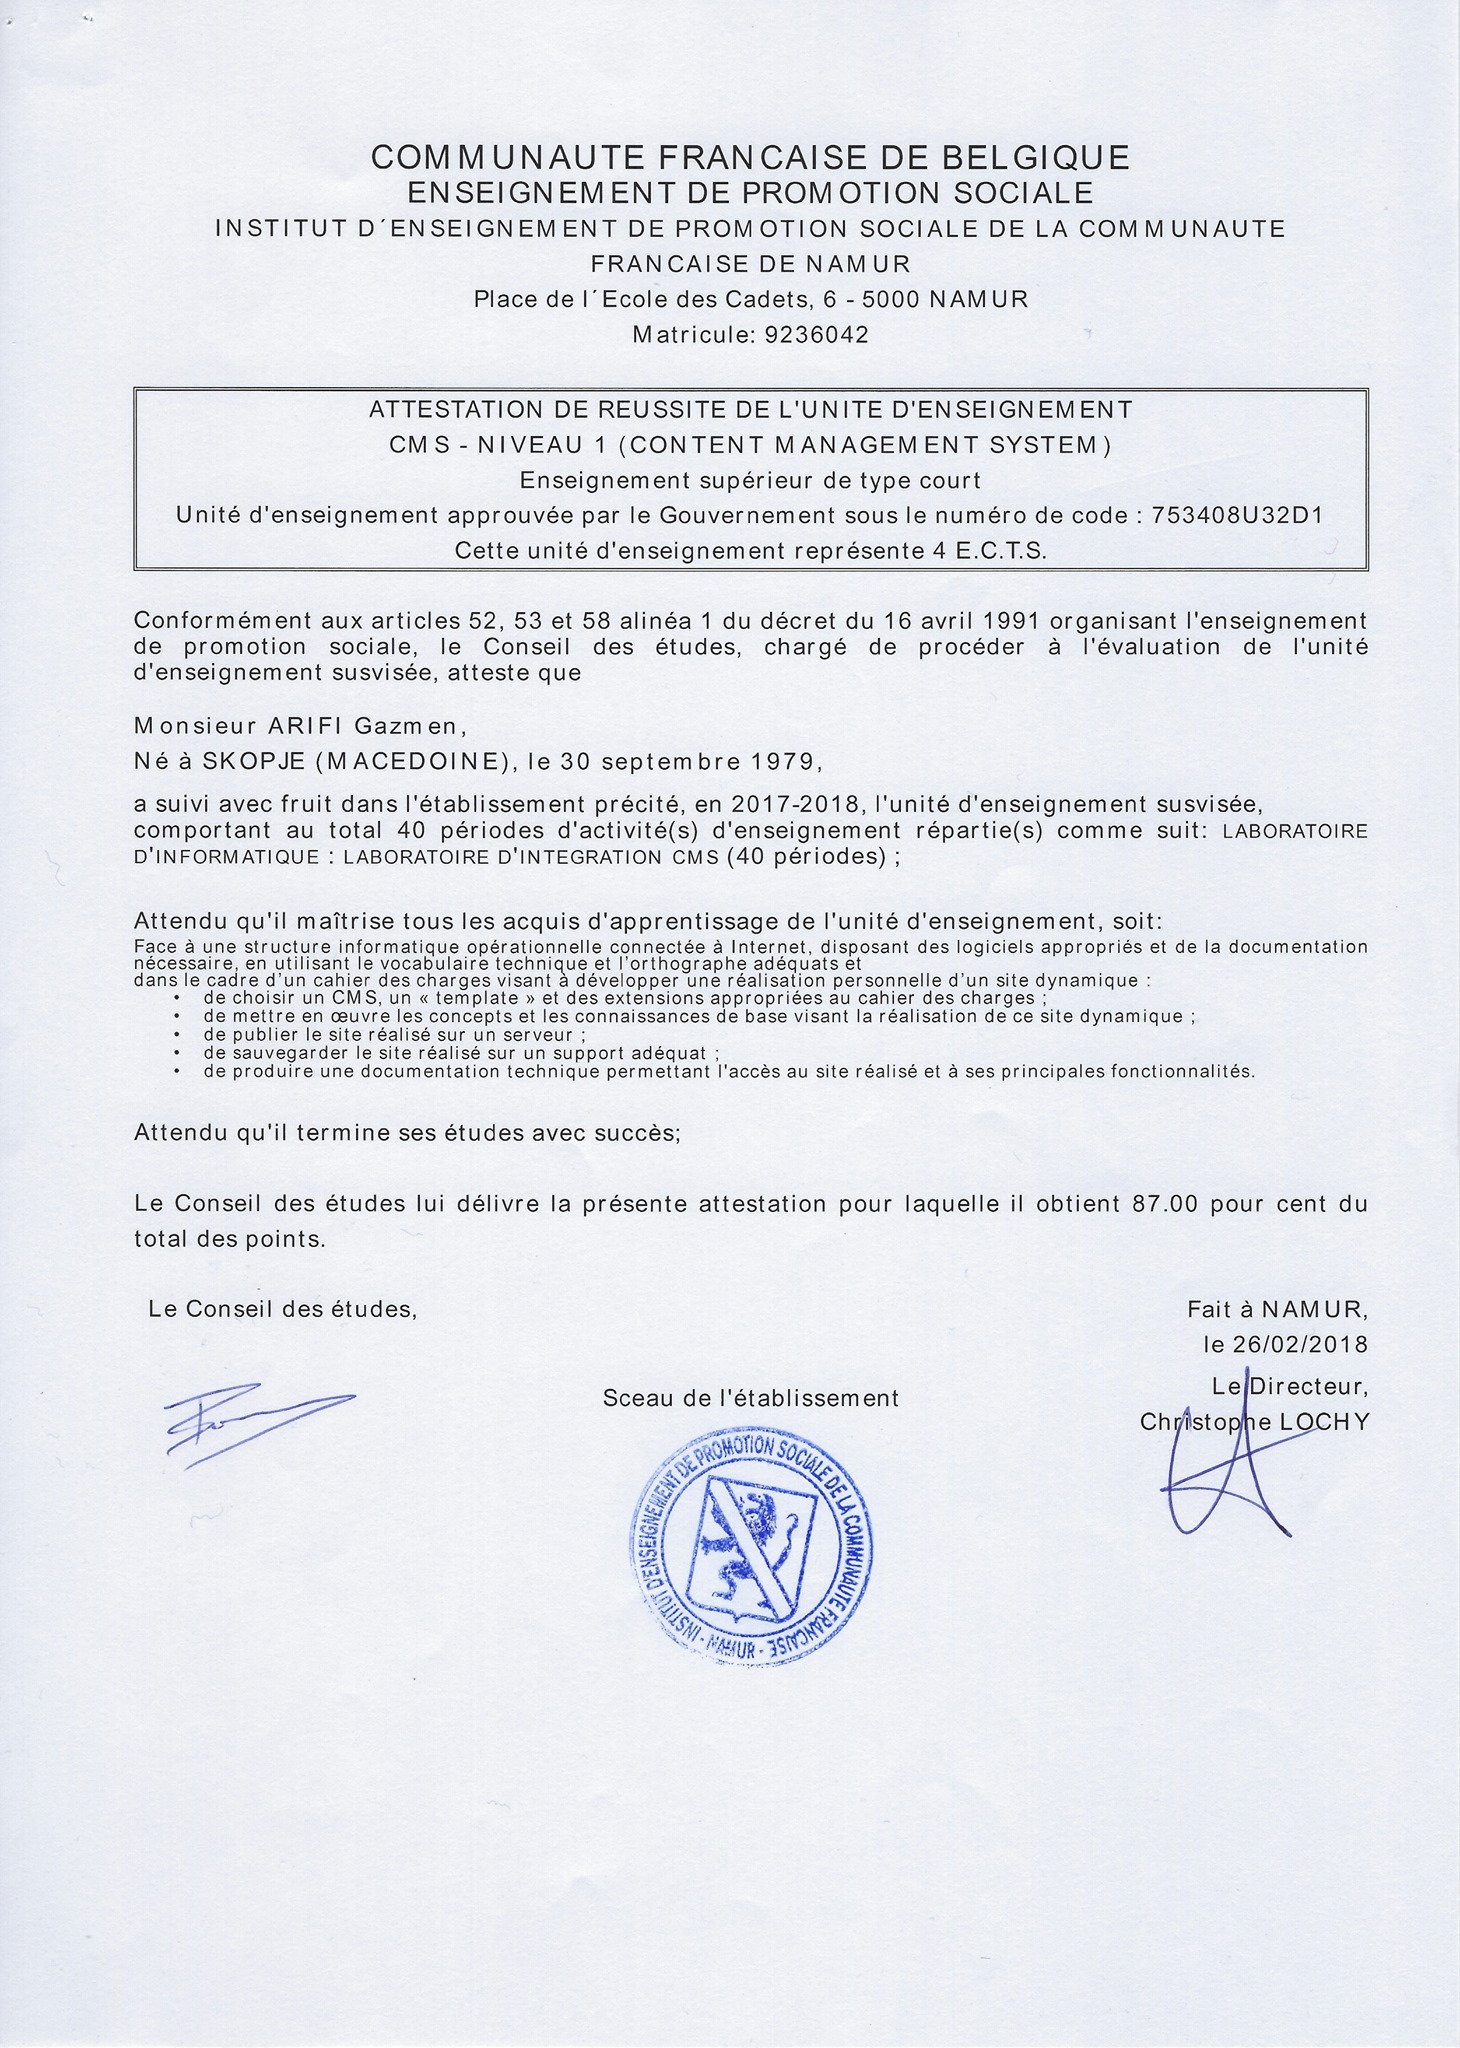 COMMUNAUTE FRANCAISE DE BELGIQUE
ENSEIGNEMENT DE PROMOTION SOCIALE
INSTITUT D´ENSEIGNEMENT DE PROMOTION SOCIALE DE LA COMMUNAUTE
FRANCAISE DE NAMUR
Place de l´Ecole des Cadets, 6 - 5000 NAMUR
Matricule: 9236042
ATTESTATION DE REUSSITE DE L'UNITE D'ENSEIGNEMENT
CMS - NIVEAU 1 (CONTENT MANAGEMENT SYSTEM)
Enseignement supérieur de type court
Unité d'enseignement approuvée par le Gouvernement sous le numéro de code : 753408U32D1
Cette unité d'enseignement représente 4 E.C.T.S.
Conformément aux articles 52, 53 et 58 alinéa 1 du décret du 16 avril 1991 organisant l'enseignement
de promotion sociale, le Conseil des études, chargé de procéder à l'évaluation de l'unité
d'enseignement susvisée, atteste que
Monsieur ARIFI Gazmen,
Né à SKOPJE (MACEDOINE), le 30 septembre 1979,
a suivi avec fruit dans l'établissement précité, en 2017-2018, l'unité d'enseignement susvisée,
comportant au total 40 périodes d'activité(s) d'enseignement répartie(s) comme suit: LABORATOIRE
D'INFORMATIQUE : LABORATOIRE D'INTEGRATION CMS (40 périodes) ;
Attendu qu'il maîtrise tous les acquis d'apprentissage de l'unité d'enseignement, soit:
Face à une structure informatique opérationnelle connectée à Internet, disposant des logiciels appropriés et de la documentation
nécessaire, en utilisant le vocabulaire technique et l’orthographe adéquats et
dans le cadre d’un cahier des charges visant à développer une réalisation personnelle d’un site dynamique :
• de choisir un CMS, un « template » et des extensions appropriées au cahier des charges ;
• de mettre en œuvre les concepts et les connaissances de base visant la réalisation de ce site dynamique ;
• de publier le site réalisé sur un serveur ;
• de sauvegarder le site réalisé sur un support adéquat ;
• de produire une documentation technique permettant l'accès au site réalisé et à ses principales fonctionnalités.
Attendu qu'il termine ses études avec succès;
Le Conseil des études lui délivre la présente attestation pour laquelle il obtient 87.00 pour cent du
total des points.
Le Conseil des études,
Fait à NAMUR,
le 26/02/2018
Sceau de l'établissement
Le Directeur,
Christophe LOCHY
INSTITUT D'ENSEIGNEMENT DE PROMOTION SOCIALE DE LA COMMUNAUTE FRANCAISE - NAMUR -